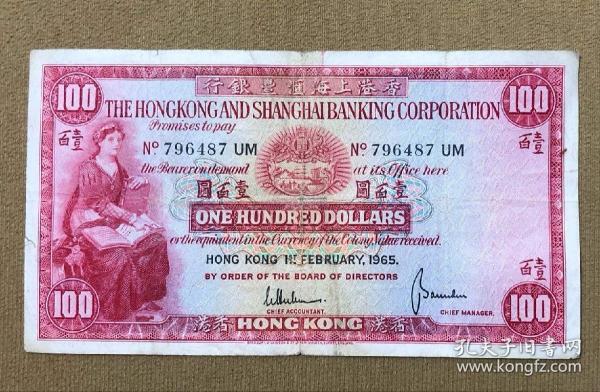 行銀豐滙海上港香
100 100
THE HONGKONG AND SHANGHAI BANKING CORPORATION
Promises to pay
壹百 壹百
Nº 796487 UM Nº 796487 UM
the Bearer on demand at its Office here
圓百壹 圓百壹
ONE HUNDRED DOLLARS
or the equivalent in the Currency of the Colony, Value received.
HONG KONG 1ST FEBRUARY, 1965.
BY ORDER OF THE BOARD OF DIRECTORS
壹百
CHIEF ACCOUNTANT. CHIEF MANAGER.
100 港香 HONG KONG 港香 100
孔夫子旧书网
www.kongfz.com